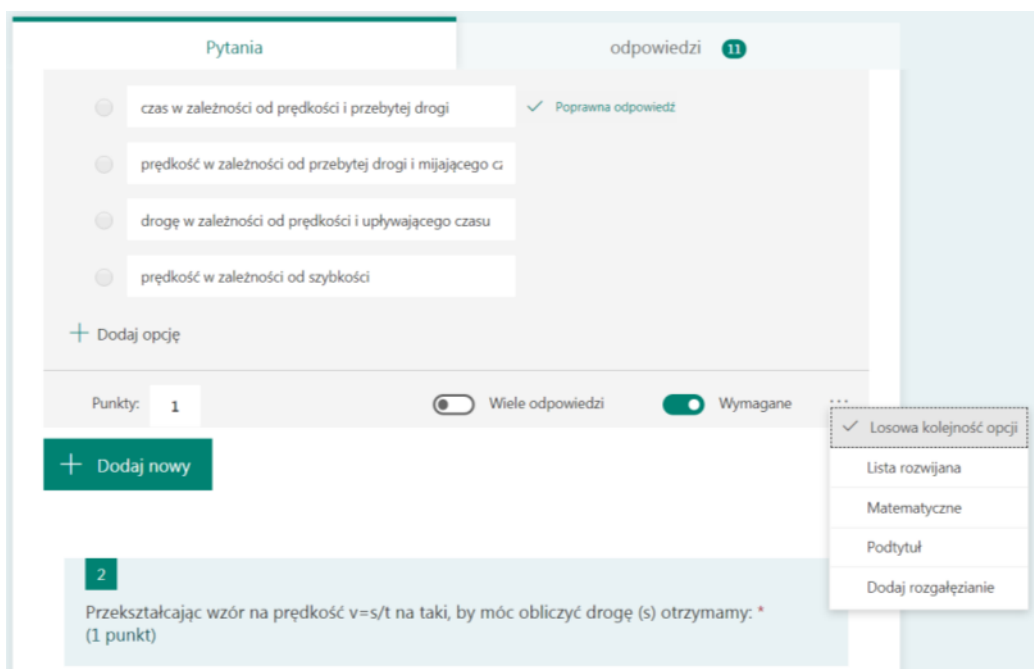 Pytania
odpowiedzi 11
czas w zależności od prędkości i przebytej drogi
Poprawna odpowiedź
prędkość w zależności od przebytej drogi i mijającego
drogę w zależności od prędkości i upływającego czasu
prędkość w zależności od szybkości
Dodaj opcję
Punkty: 1 Wiele odpowiedzi Wymagane ...
Losowa kolejność opcji
Lista rozwijana
Matematyczne
Podtytuł
Dodaj rozgałęzianie
Dodaj nowy
2
Przekształcając wzór na prędkość v=s/t na taki, by móc obliczyć drogę (s) otrzymamy: *
(1 punkt)